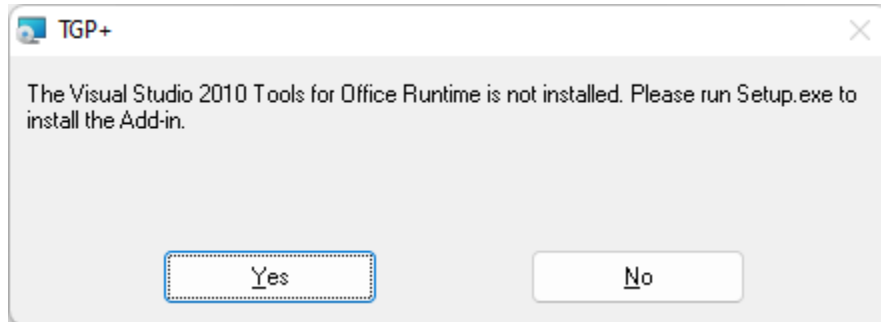 TGP+
The Visual Studio 2010 Tools for Office Runtime is not installed. Please run Setup.exe to
install the Add-in.
Yes
No